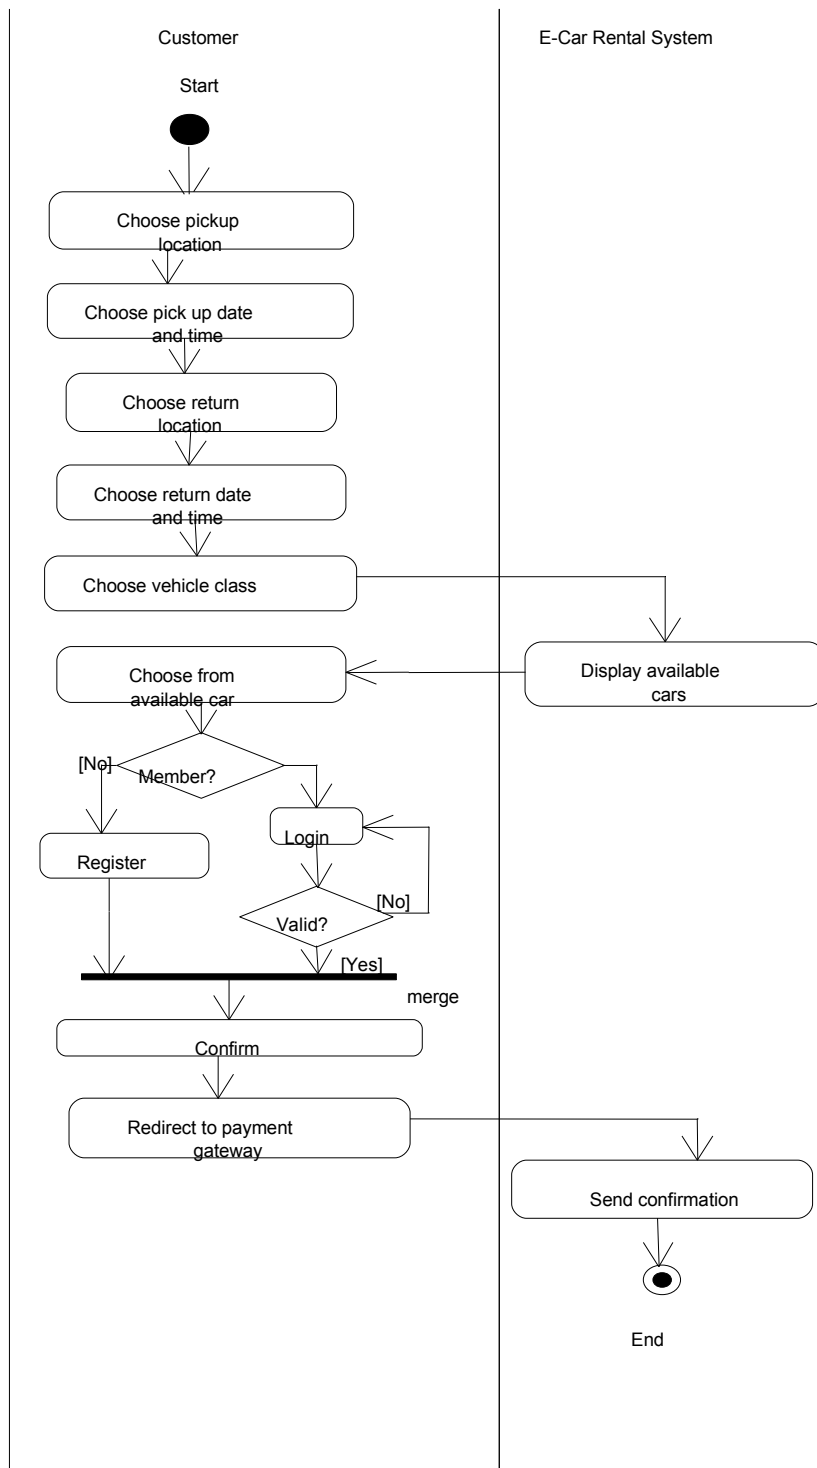 Customer
E-Car Rental System
Start
Choose pickup
location
Choose pick up date
and time
Choose return
location
Choose return date
and time
Choose vehicle class
Choose from
available car
Display available
cars
[No]
Member?
Login
Register
[No]
Valid?
[Yes]
merge
Confirm
Redirect to payment
gateway
Send confirmation
End